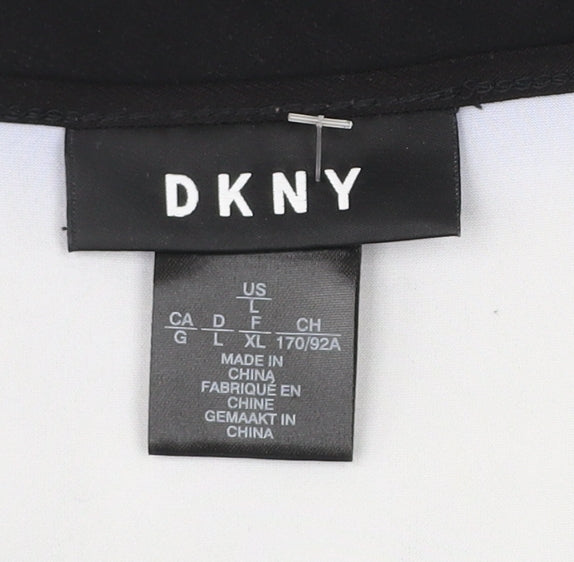 DKNY
US
L
CA D F CH
G L XL 170/92A
MADE IN
CHINA
FABRIQUÉ EN
CHINE
GEMAAKT IN
CHINA